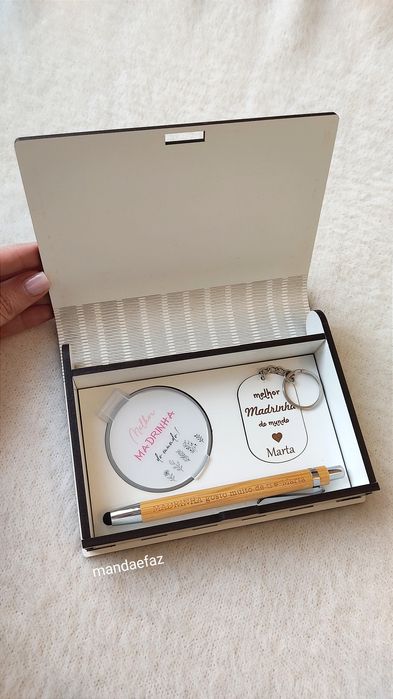 Melhor
MADRINHA
do mundo!
melhor
Madrinha
do mundo
Marta
MADRINHA gosto muito de ti e Marta
mandaefaz